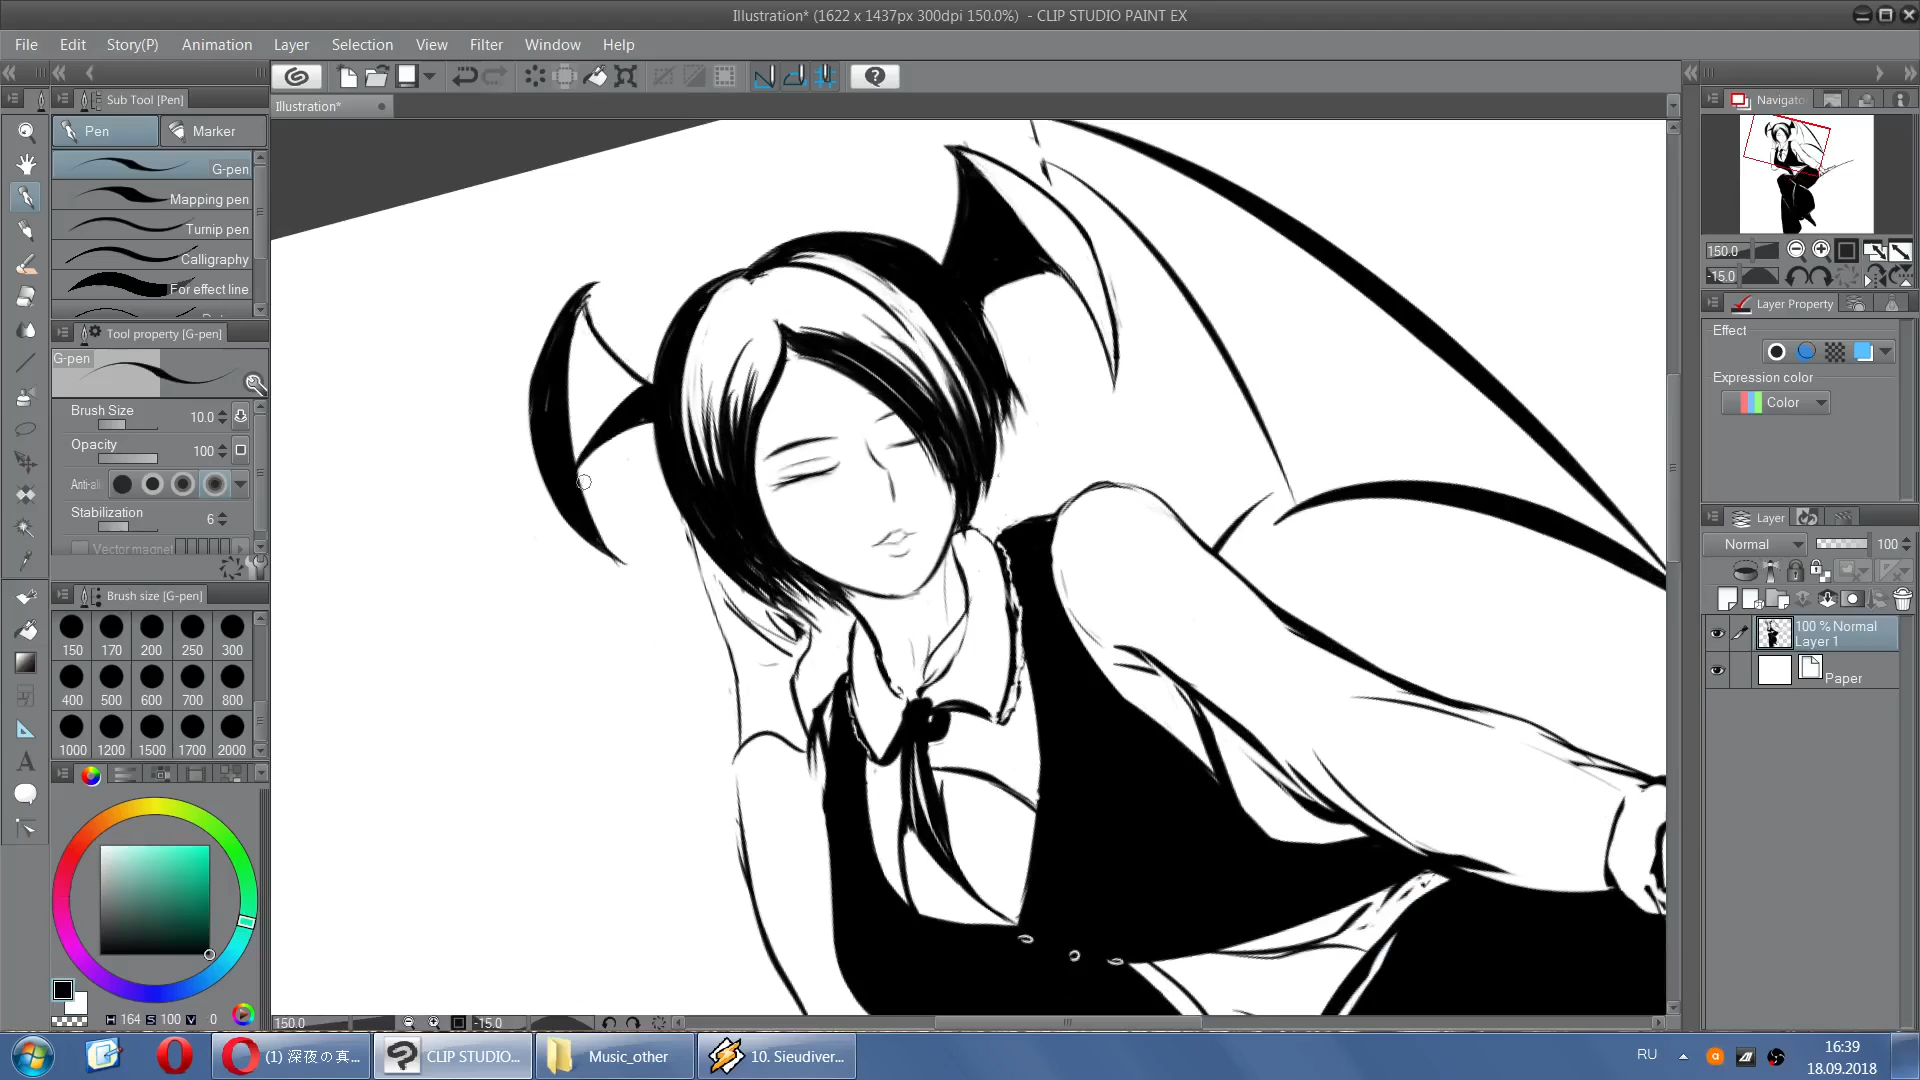 Illustration* (1622 x 1437px 300dpi 150.0%) - CLIP STUDIO PAINT EX
File Edit Story(P) Animation Layer Selection View Filter Window Help
Sub Tool [Pen]
Illustration*
Navigato
Pen Marker
G-pen
Mapping pen
Turnip pen
Calligraphy
For effect line
150.0
-15.0
Layer Property
Tool property [G-pen]
Effect
G-pen
Expression color
Color
Brush Size 10.0
Opacity 100
Anti-ali
Stabilization 6
Vector magnet
Layer
Normal 100
Brush size [G-pen]
150 170 200 250 300
100 % Normal
Layer 1
400 500 600 700 800
Paper
1000 1200 1500 1700 2000
H 164 S 100 V 0
150.0 -15.0
(1) 深夜の真...
CLIP STUDIO...
Music_other
10. Sieudiver...
RU
16:39
18.09.2018